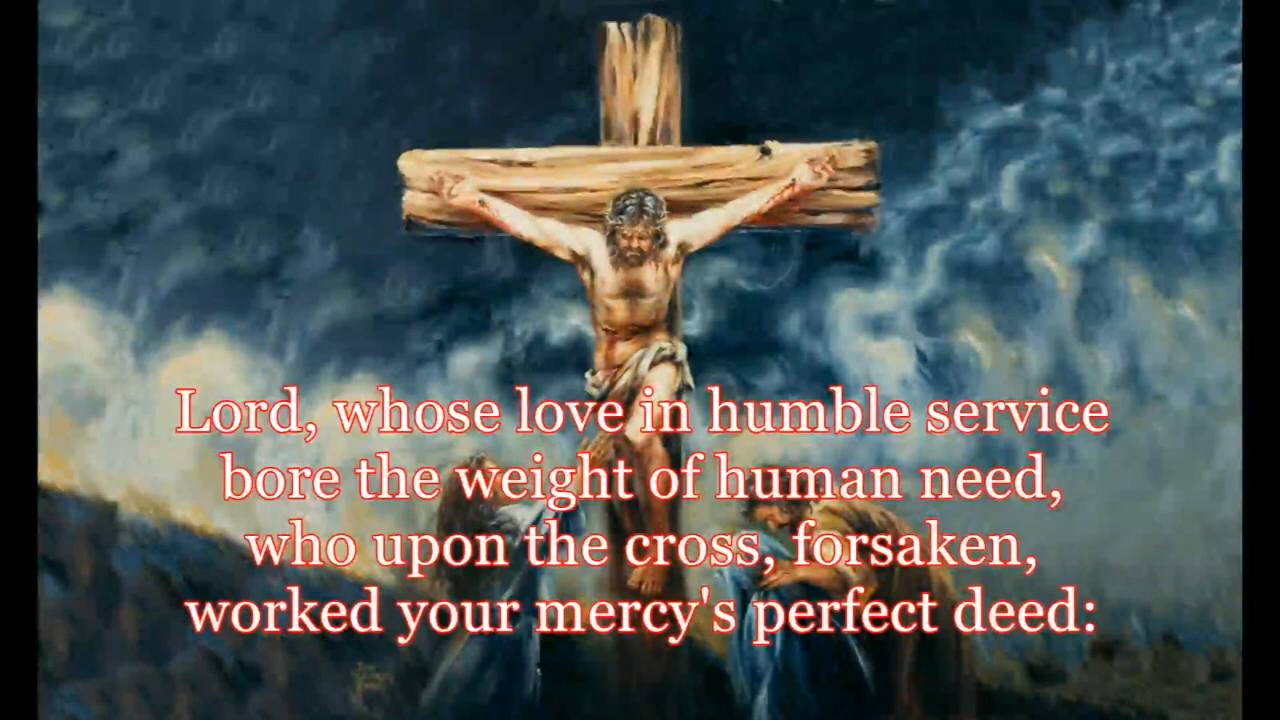 Lord, whose love in humble service
bore the weight of human need,
who upon the cross, forsaken,
worked your mercy's perfect deed: